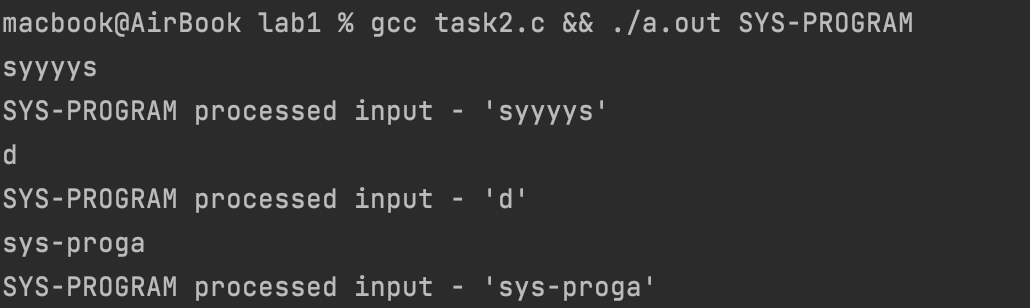 macbook@AirBook lab1 % gcc task2.c && ./a.out SYS-PROGRAM
syyyys
SYS-PROGRAM processed input - 'syyyys'
d
SYS-PROGRAM processed input - 'd'
sys-proga
SYS-PROGRAM processed input - 'sys-proga'